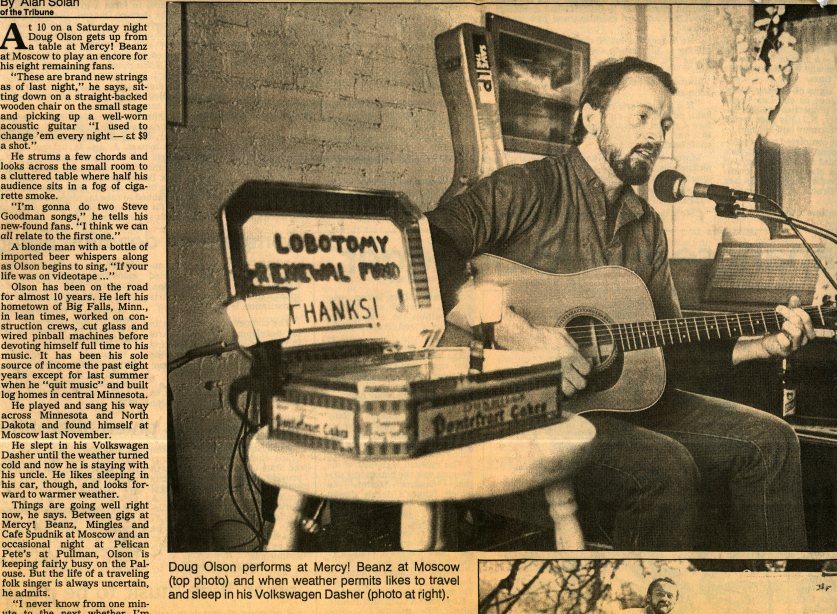 By Alan Solan
of the Tribune
At 10 on a Saturday night
Doug Olson gets up from
a table at Mercy! Beanz
at Moscow to play an encore for
his eight remaining fans.
"These are brand new strings
as of last night," he says, sit-
ting down on a straight-backed
wooden chair on the small stage
and picking up a well-worn
acoustic guitar "I used to
change 'em every night — at $9
a shot."
He strums a few chords and
looks across the small room to
a cluttered table where half his
audience sits in a fog of ciga-
rette smoke.
"I'm gonna do two Steve
Goodman songs," he tells his
new-found fans. "I think we can
all relate to the first one."
A blonde man with a bottle of
imported beer whispers along
as Olson begins to sing, "If your
life was on videotape ..."
Olson has been on the road
for almost 10 years. He left his
hometown of Big Falls, Minn.,
in lean times, worked on con-
struction crews, cut glass and
wired pinball machines before
devoting himself full time to his
music. It has been his sole
source of income the past eight
years except for last summer
when he "quit music" and built
log homes in central Minnesota.
He played and sang his way
across Minnesota and North
Dakota and found himself at
Moscow last November.
He slept in his Volkswagen
Dasher until the weather turned
cold and now he is staying with
his uncle. He likes sleeping in
his car, though, and looks for-
ward to warmer weather.
Things are going well right
now, he says. Between gigs at
Mercy! Beanz, Mingles and
Cafe Spudnik at Moscow and an
occasional night at Pelican
Pete's at Pullman, Olson is
keeping fairly busy on the Pal-
ouse. But the life of a traveling
folk singer is always uncertain,
he admits.
"I never know from one min-
ute to the next whether I'm
LOBOTOMY
RENEWAL FUND
THANKS!
Pontefract Cakes
Pontefract Cakes
Doug Olson performs at Mercy! Beanz at Moscow
(top photo) and when weather permits likes to travel
and sleep in his Volkswagen Dasher (photo at right).